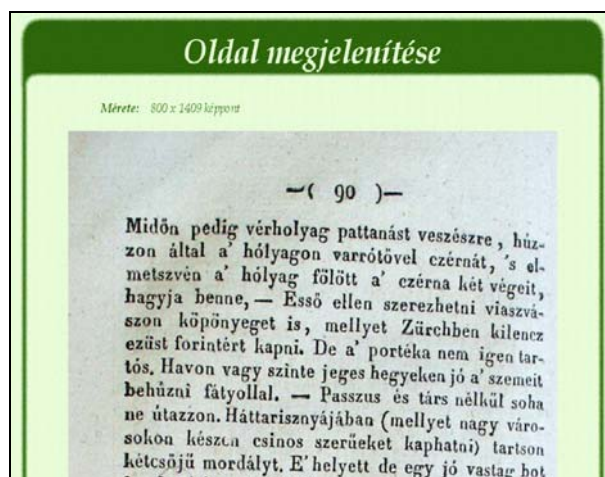 Oldal megjelenítése
Mérete: 800 x 1409 képpont
—( 90 )—
Midőn pedíg vérholyag pattanást veszészre, húz-
zon által a' hólyagon varrótövel czérnát, 's el-
metszvén a' hólyag fölött a' czérna két végeit,
hagyja benne, — Esső ellen szerezhetni viaszvá-
szon köpönyeget is, mellyet Zürchben kilencz
ezüst forintért kapni. De a' portéka nem igen tar-
tós. Havon vagy szinte jeges hegyeken jó a' szemeit
behúzni fátyollal. — Passzus és társ nélkül soha
ne útazzon. Háttarisznyájában (mellyet nagy váro-
sokon készen csinos szerűeket kaphatni) tartson
kétcsőjü mordályt. E' helyett de egy jó vastag bot